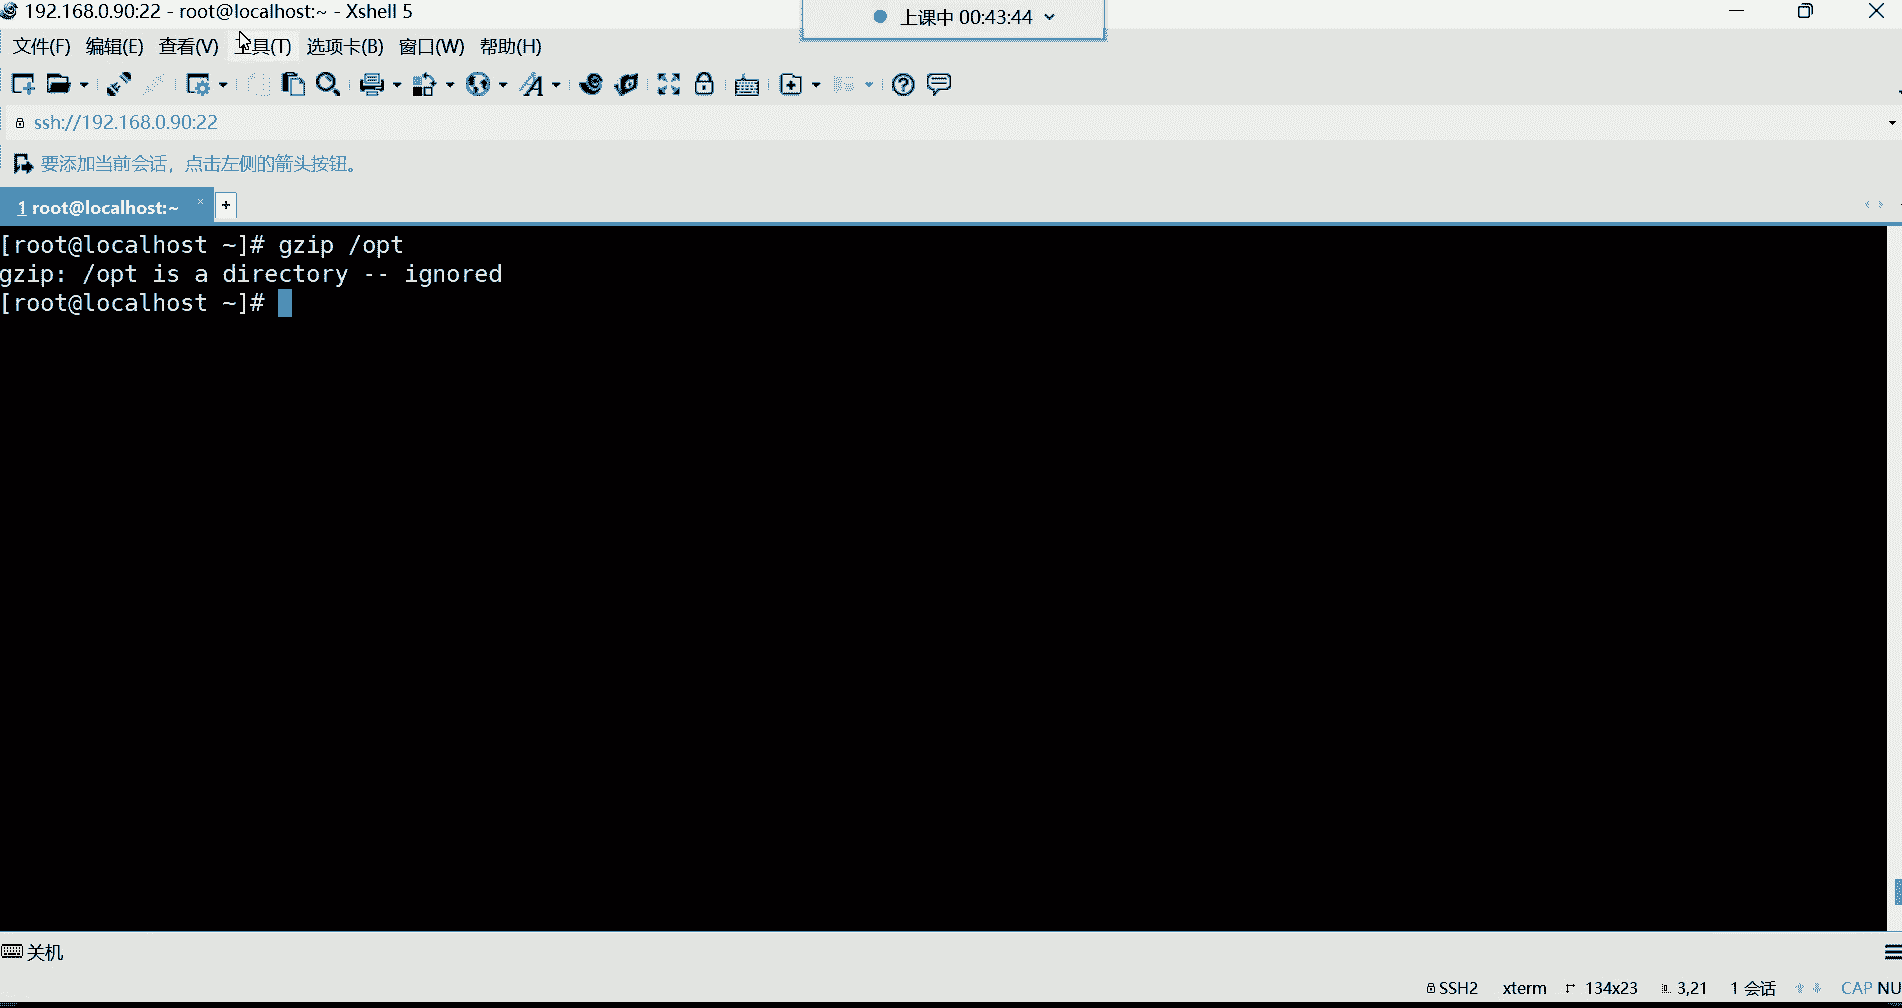 192.168.0.90:22 - root@localhost:~ - Xshell 5
上课中 00:43:44
文件(F) 编辑(E) 查看(V) 工具(T) 选项卡(B) 窗口(W) 帮助(H)
ssh://192.168.0.90:22
要添加当前会话，点击左侧的箭头按钮。
1 root@localhost:~
[root@localhost ~]# gzip /opt
gzip: /opt is a directory -- ignored
[root@localhost ~]#
关机
SSH2 xterm 134x23 3,21 1 会话 CAP NU